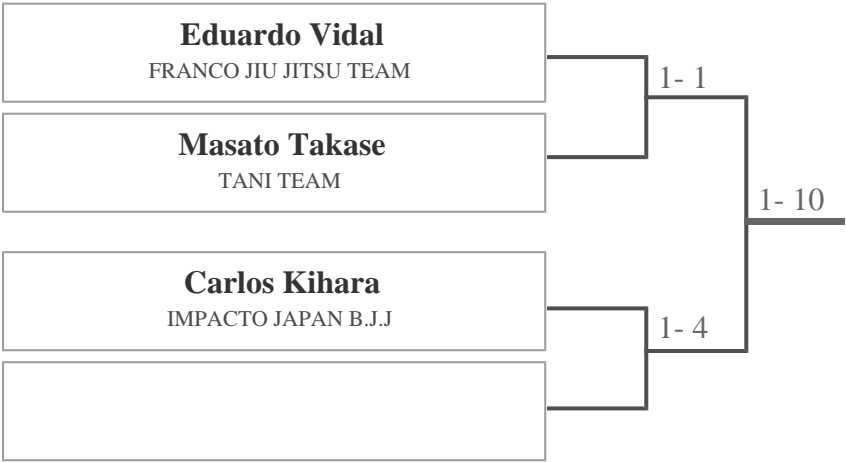 Eduardo Vidal
FRANCO JIU JITSU TEAM
1- 1
Masato Takase
TANI TEAM
1- 10
Carlos Kihara
IMPACTO JAPAN B.J.J
1- 4